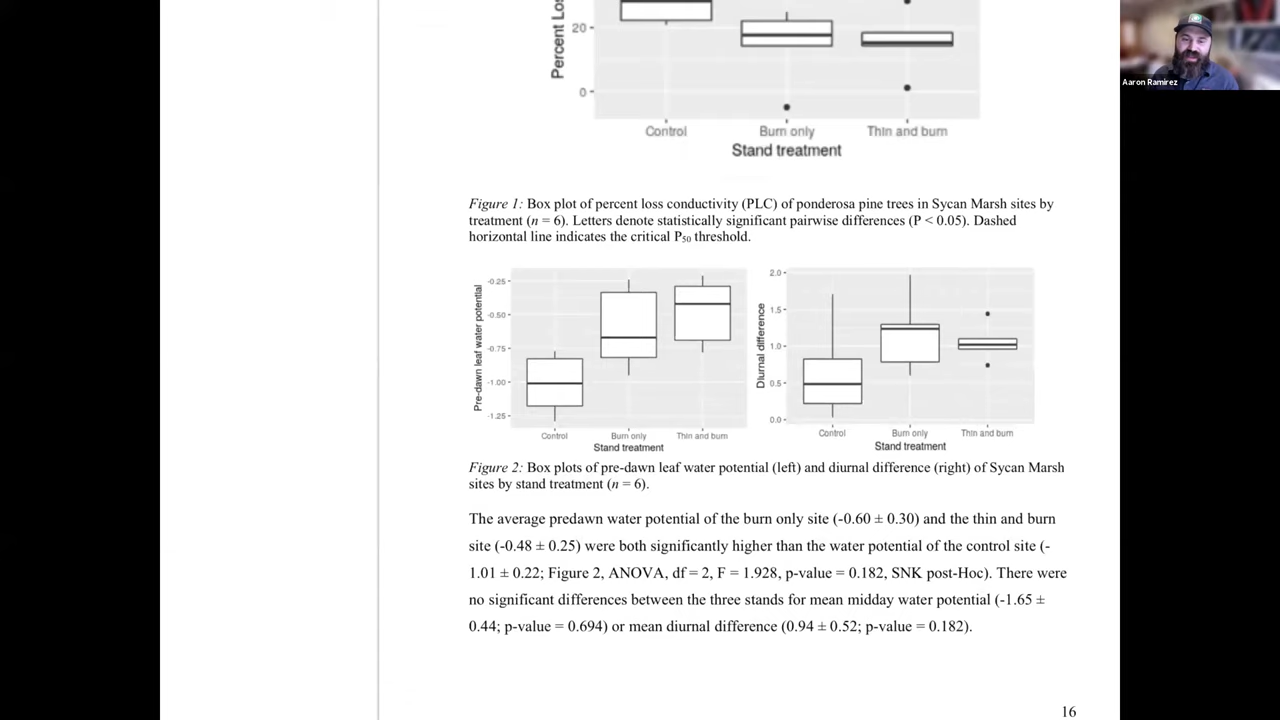 Percent Los
20
0
Control
Burn only
Thin and burn
Stand treatment
Aaron Ramirez
Figure 1: Box plot of percent loss conductivity (PLC) of ponderosa pine trees in Sycan Marsh sites by
treatment (n = 6). Letters denote statistically significant pairwise differences (P < 0.05). Dashed
horizontal line indicates the critical P50 threshold.
Pre-dawn leaf water potential
-0.25
-0.50
-0.75
-1.00
-1.25
Control
Burn only
Thin and burn
Stand treatment
Diurnal difference
2.0
1.5
1.0
0.5
0.0
Control
Burn only
Thin and burn
Stand treatment
Figure 2: Box plots of pre-dawn leaf water potential (left) and diurnal difference (right) of Sycan Marsh
sites by stand treatment (n = 6).
The average predawn water potential of the burn only site (-0.60 ± 0.30) and the thin and burn
site (-0.48 ± 0.25) were both significantly higher than the water potential of the control site (-
1.01 ± 0.22; Figure 2, ANOVA, df = 2, F = 1.928, p-value = 0.182, SNK post-Hoc). There were
no significant differences between the three stands for mean midday water potential (-1.65 ±
0.44; p-value = 0.694) or mean diurnal difference (0.94 ± 0.52; p-value = 0.182).
16